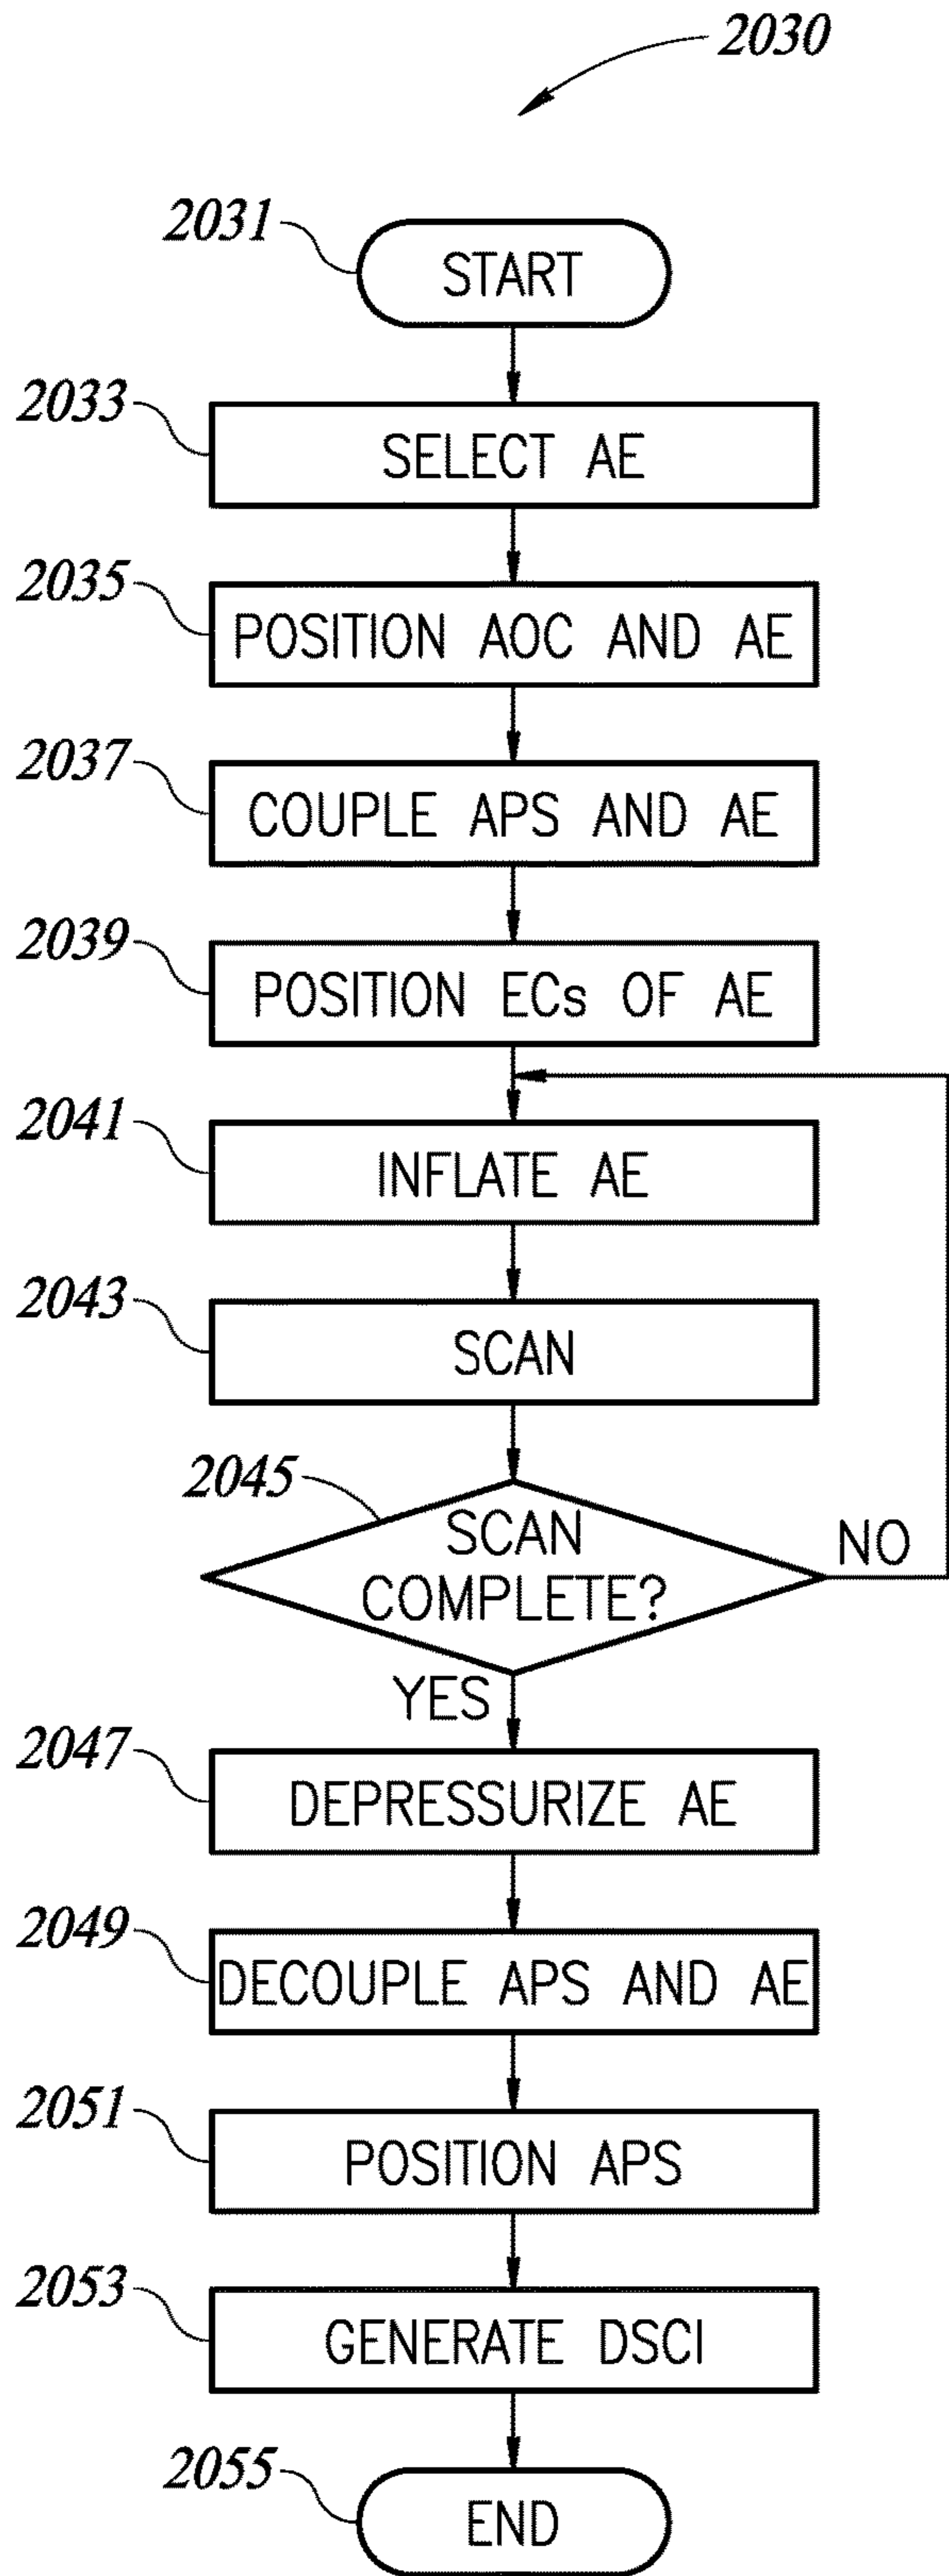 2030
2031
START
2033
SELECT AE
2035
POSITION AOC AND AE
2037
COUPLE APS AND AE
2039
POSITION ECs OF AE
2041
INFLATE AE
2043
SCAN
2045
SCAN
COMPLETE?
NO
YES
2047
DEPRESSURIZE AE
2049
DECOUPLE APS AND AE
2051
POSITION APS
2053
GENERATE DSCI
2055
END